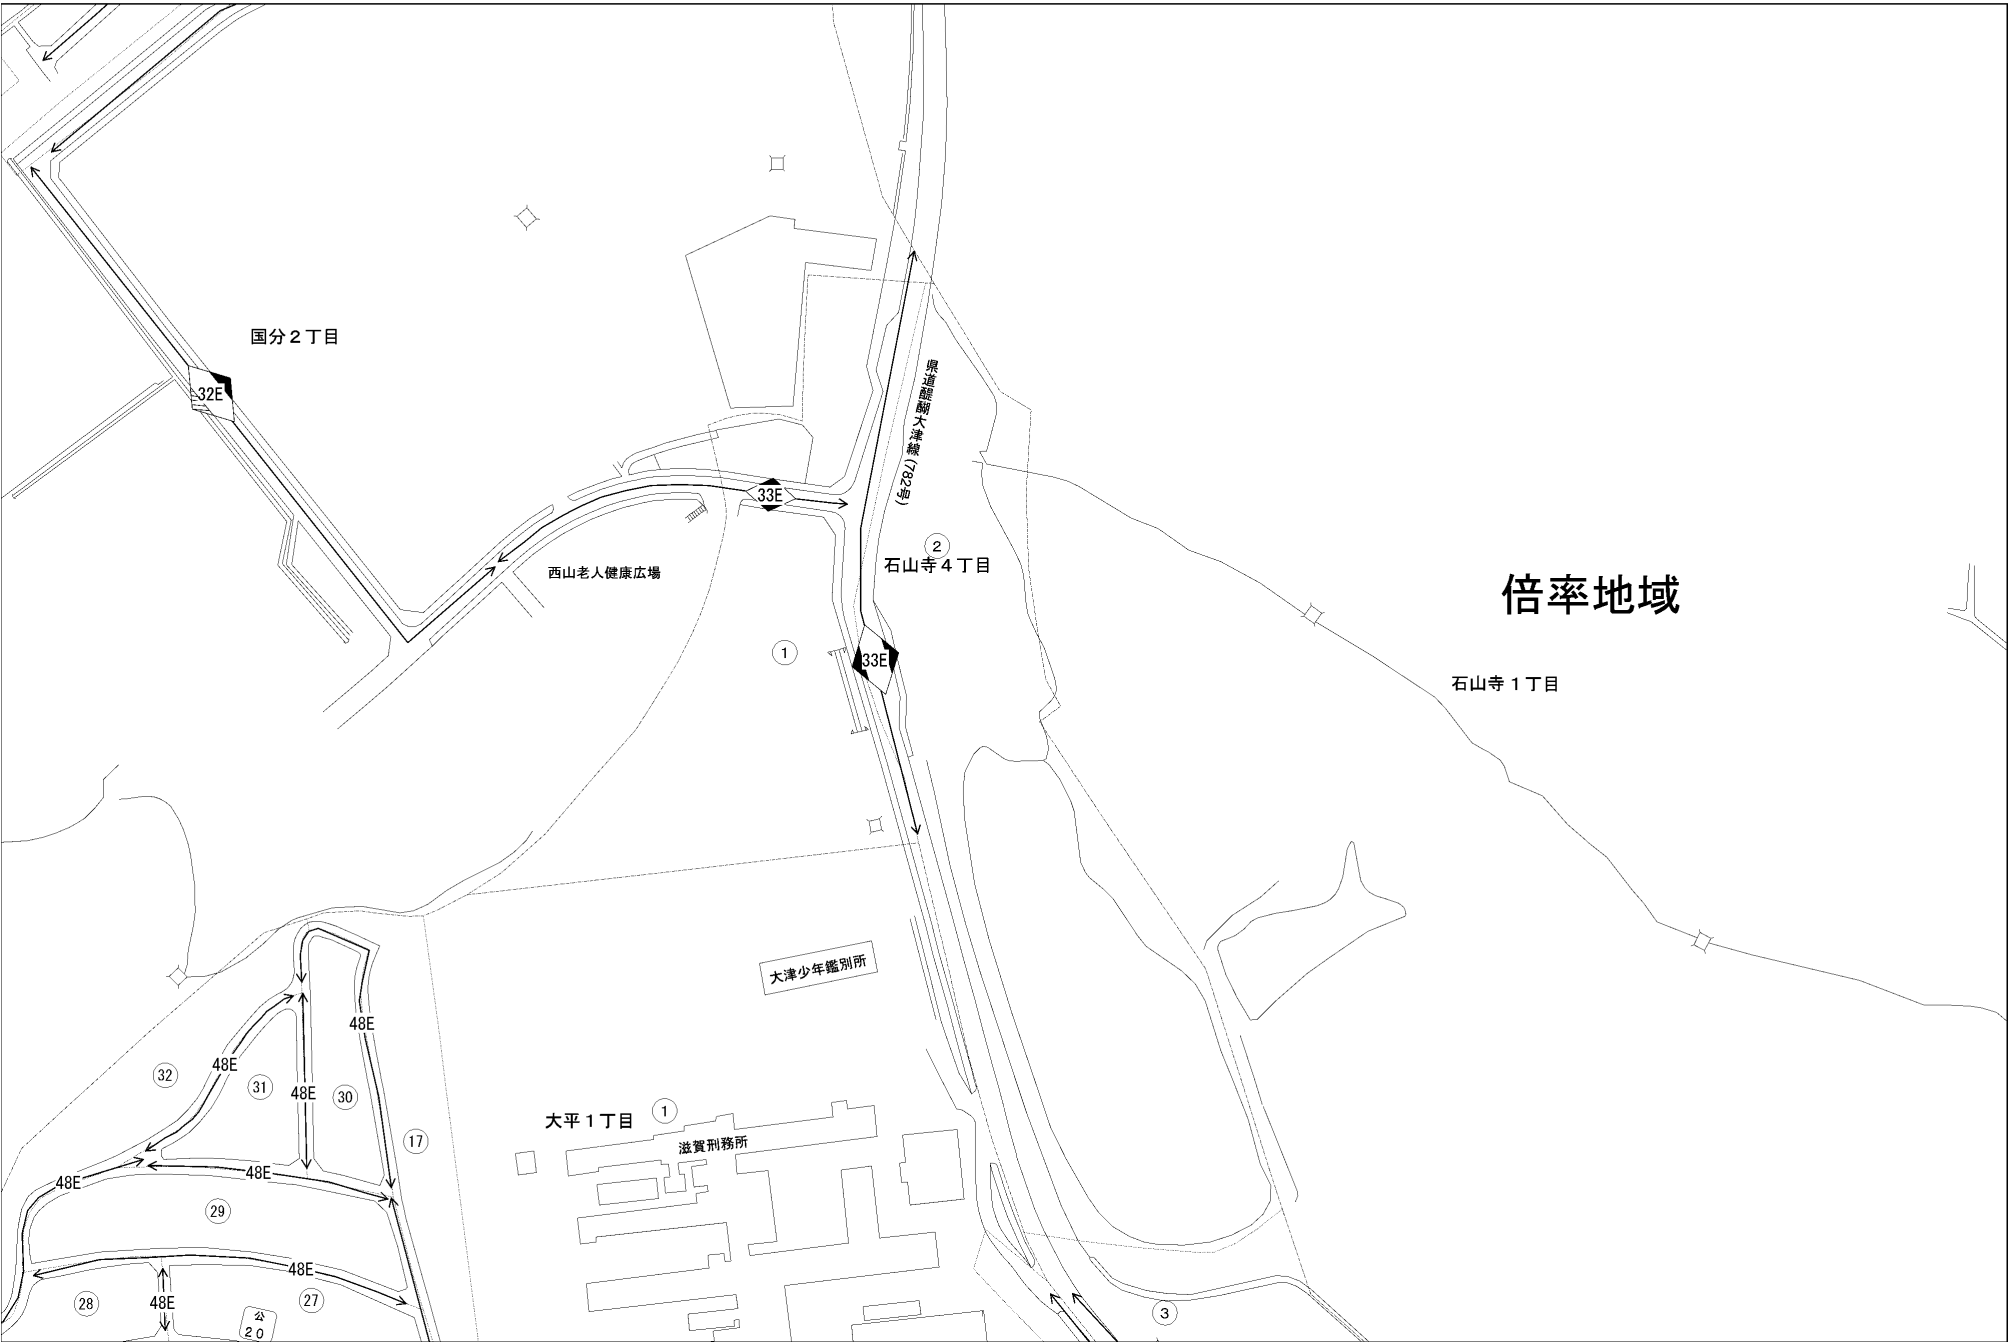 国分２丁目
32E
県道醍醐大津線(782号)
33E
②
石山寺４丁目
西山老人健康広場
倍率地域
①
33E
石山寺１丁目
大津少年鑑別所
48E
48E
32
31
48E
30
大平１丁目
①
17
滋賀刑務所
48E
48E
29
48E
28
48E
27
公
20
③